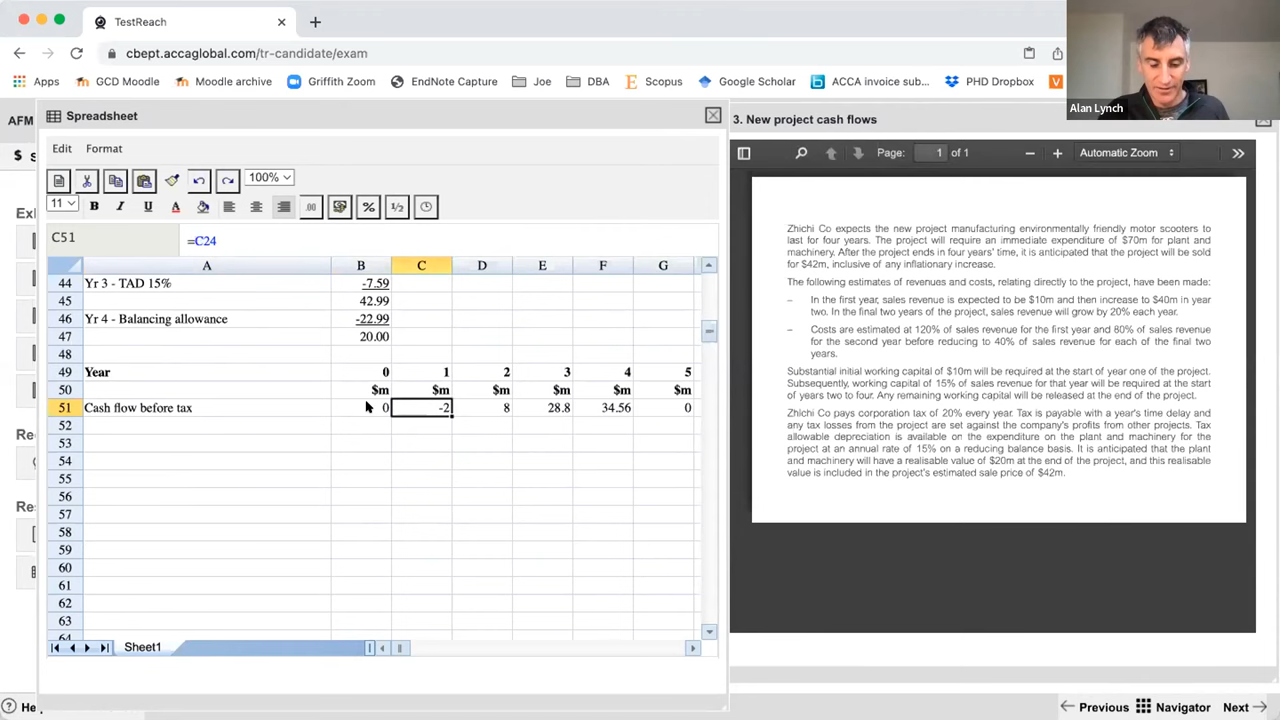 TestReach
cbept.accaglobal.com/tr-candidate/exam
Apps GCD Moodle Moodle archive Griffith Zoom EndNote Capture Joe DBA Scopus Google Scholar ACCA invoice sub... PHD Dropbox
Alan Lynch
AFM
Spreadsheet
3. New project cash flows
Edit Format
$ S
100%
Page: 1 of 1
Automatic Zoom
11 B I U A .00 % 1/2
C51 =C24
A B C D E F G
44 Yr 3 - TAD 15% -7.59
45 42.99
46 Yr 4 - Balancing allowance -22.99
47 20.00
48
49 Year 0 1 2 3 4 5
50 $m $m $m $m $m $m
51 Cash flow before tax 0 -2 8 28.8 34.56 0
52
53
54
55
56
57
58
59
60
61
62
63
64
Sheet1
Exl
Re
Re
Zhichi Co expects the new project manufacturing environmentally friendly motor scooters to
last for four years. The project will require an immediate expenditure of $70m for plant and
machinery. After the project ends in four years' time, it is anticipated that the project will be sold
for $42m, inclusive of any inflationary increase.
The following estimates of revenues and costs, relating directly to the project, have been made:
– In the first year, sales revenue is expected to be $10m and then increase to $40m in year
two. In the final two years of the project, sales revenue will grow by 20% each year.
– Costs are estimated at 120% of sales revenue for the first year and 80% of sales revenue
for the second year before reducing to 40% of sales revenue for each of the final two
years.
Substantial initial working capital of $10m will be required at the start of year one of the project.
Subsequently, working capital of 15% of sales revenue for that year will be required at the start
of years two to four. Any remaining working capital will be released at the end of the project.
Zhichi Co pays corporation tax of 20% every year. Tax is payable with a year's time delay and
any tax losses from the project are set against the company's profits from other projects. Tax
allowable depreciation is available on the expenditure on the plant and machinery for the
project at an annual rate of 15% on a reducing balance basis. It is anticipated that the plant
and machinery will have a realisable value of $20m at the end of the project, and this realisable
value is included in the project's estimated sale price of $42m.
Hel
Previous Navigator Next